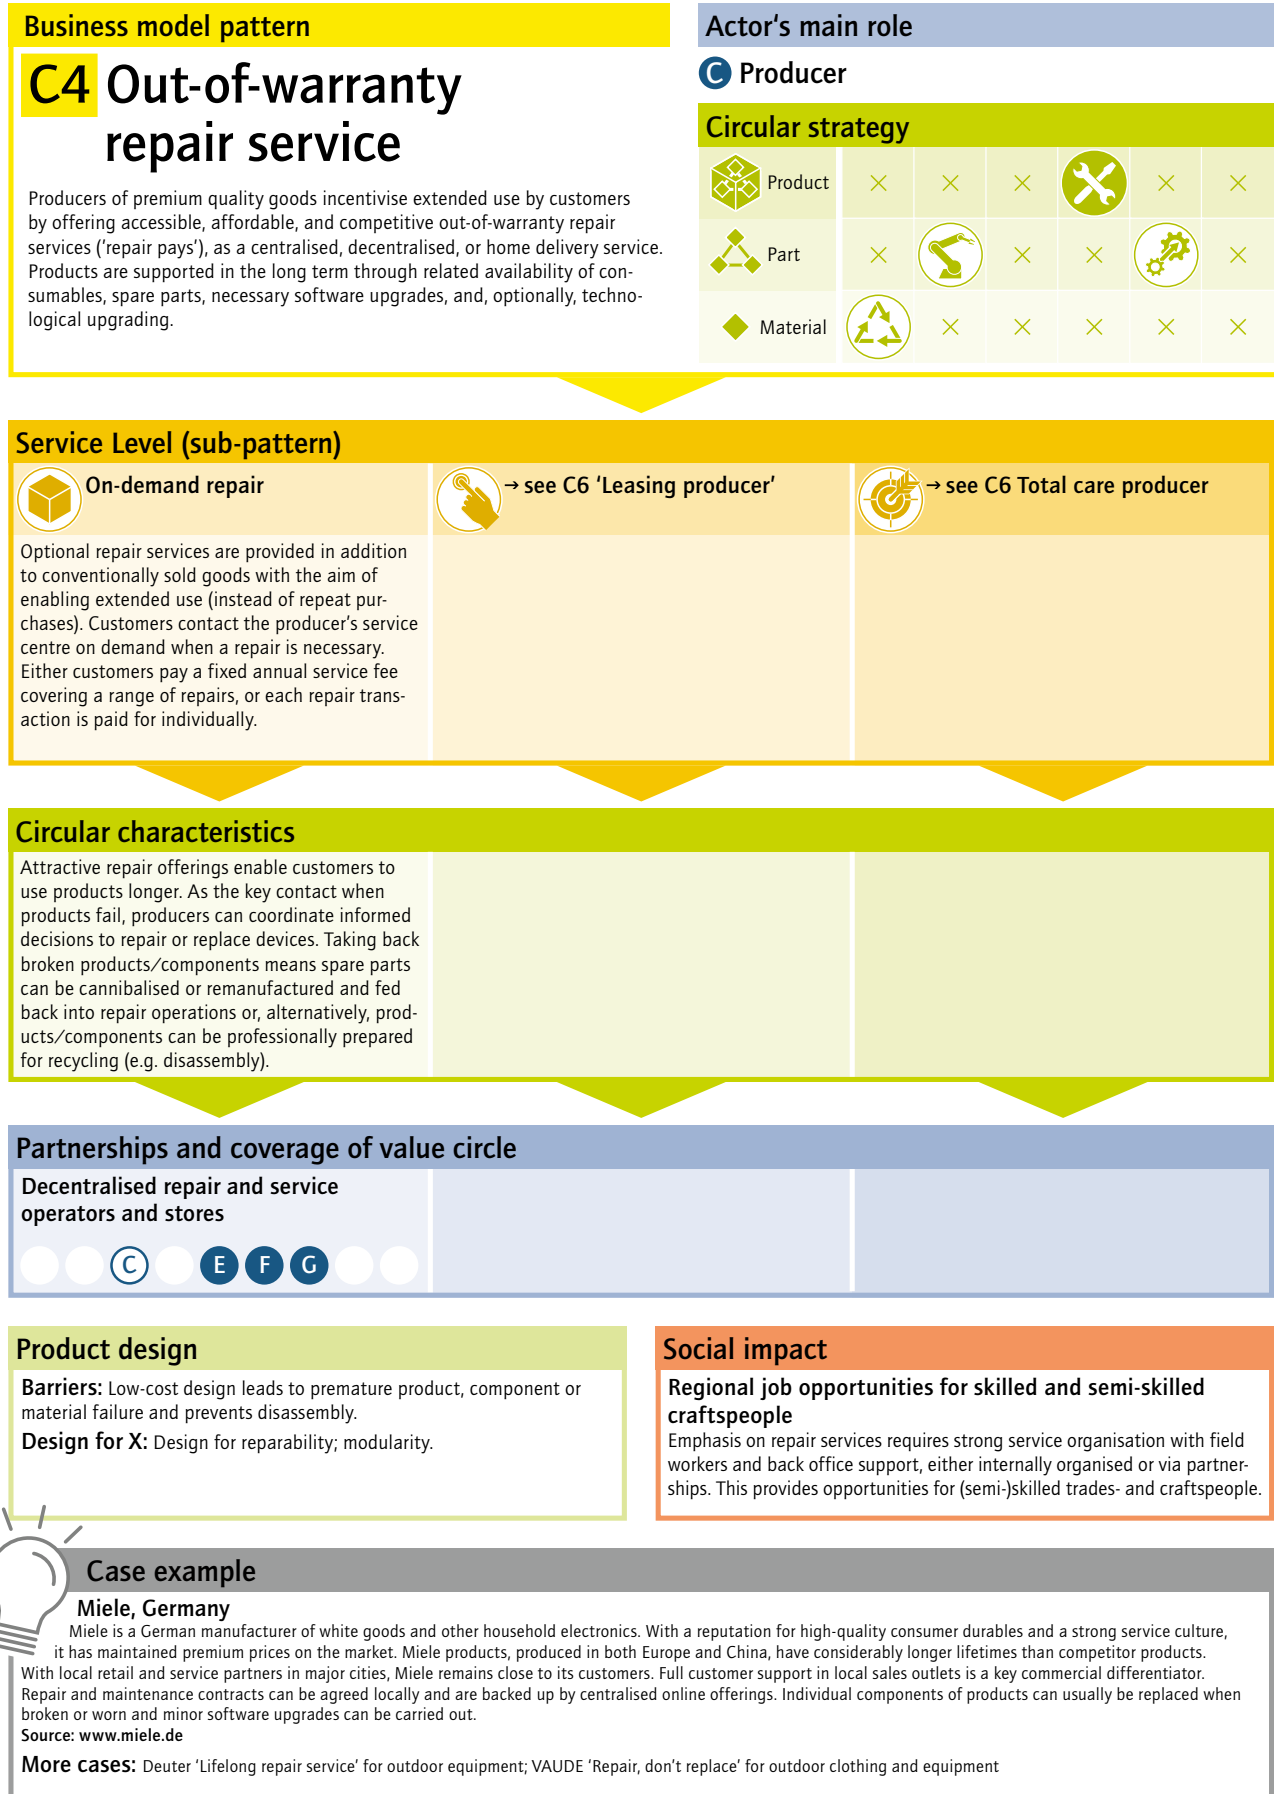 Business model pattern
C4 Out-of-warranty
repair service
Producers of premium quality goods incentivise extended use by customers
by offering accessible, affordable, and competitive out-of-warranty repair
services ('repair pays'), as a centralised, decentralised, or home delivery service.
Products are supported in the long term through related availability of con-
sumables, spare parts, necessary software upgrades, and, optionally, techno-
logical upgrading.
Actor's main role
C Producer
Circular strategy
Product
Part
Material
Service Level (sub-pattern)
On-demand repair
Optional repair services are provided in addition
to conventionally sold goods with the aim of
enabling extended use (instead of repeat pur-
chases). Customers contact the producer's service
centre on demand when a repair is necessary.
Either customers pay a fixed annual service fee
covering a range of repairs, or each repair trans-
action is paid for individually.
→ see C6 'Leasing producer'
→ see C6 Total care producer
Circular characteristics
Attractive repair offerings enable customers to
use products longer. As the key contact when
products fail, producers can coordinate informed
decisions to repair or replace devices. Taking back
broken products/components means spare parts
can be cannibalised or remanufactured and fed
back into repair operations or, alternatively, prod-
ucts/components can be professionally prepared
for recycling (e.g. disassembly).
Partnerships and coverage of value circle
Decentralised repair and service
operators and stores
C E F G
Product design
Barriers: Low-cost design leads to premature product, component or
material failure and prevents disassembly.
Design for X: Design for reparability; modularity.
Social impact
Regional job opportunities for skilled and semi-skilled
craftspeople
Emphasis on repair services requires strong service organisation with field
workers and back office support, either internally organised or via partner-
ships. This provides opportunities for (semi-)skilled trades- and craftspeople.
Case example
Miele, Germany
Miele is a German manufacturer of white goods and other household electronics. With a reputation for high-quality consumer durables and a strong service culture,
it has maintained premium prices on the market. Miele products, produced in both Europe and China, have considerably longer lifetimes than competitor products.
With local retail and service partners in major cities, Miele remains close to its customers. Full customer support in local sales outlets is a key commercial differentiator.
Repair and maintenance contracts can be agreed locally and are backed up by centralised online offerings. Individual components of products can usually be replaced when
broken or worn and minor software upgrades can be carried out.
Source: www.miele.de
More cases: Deuter 'Lifelong repair service' for outdoor equipment; VAUDE 'Repair, don't replace' for outdoor clothing and equipment